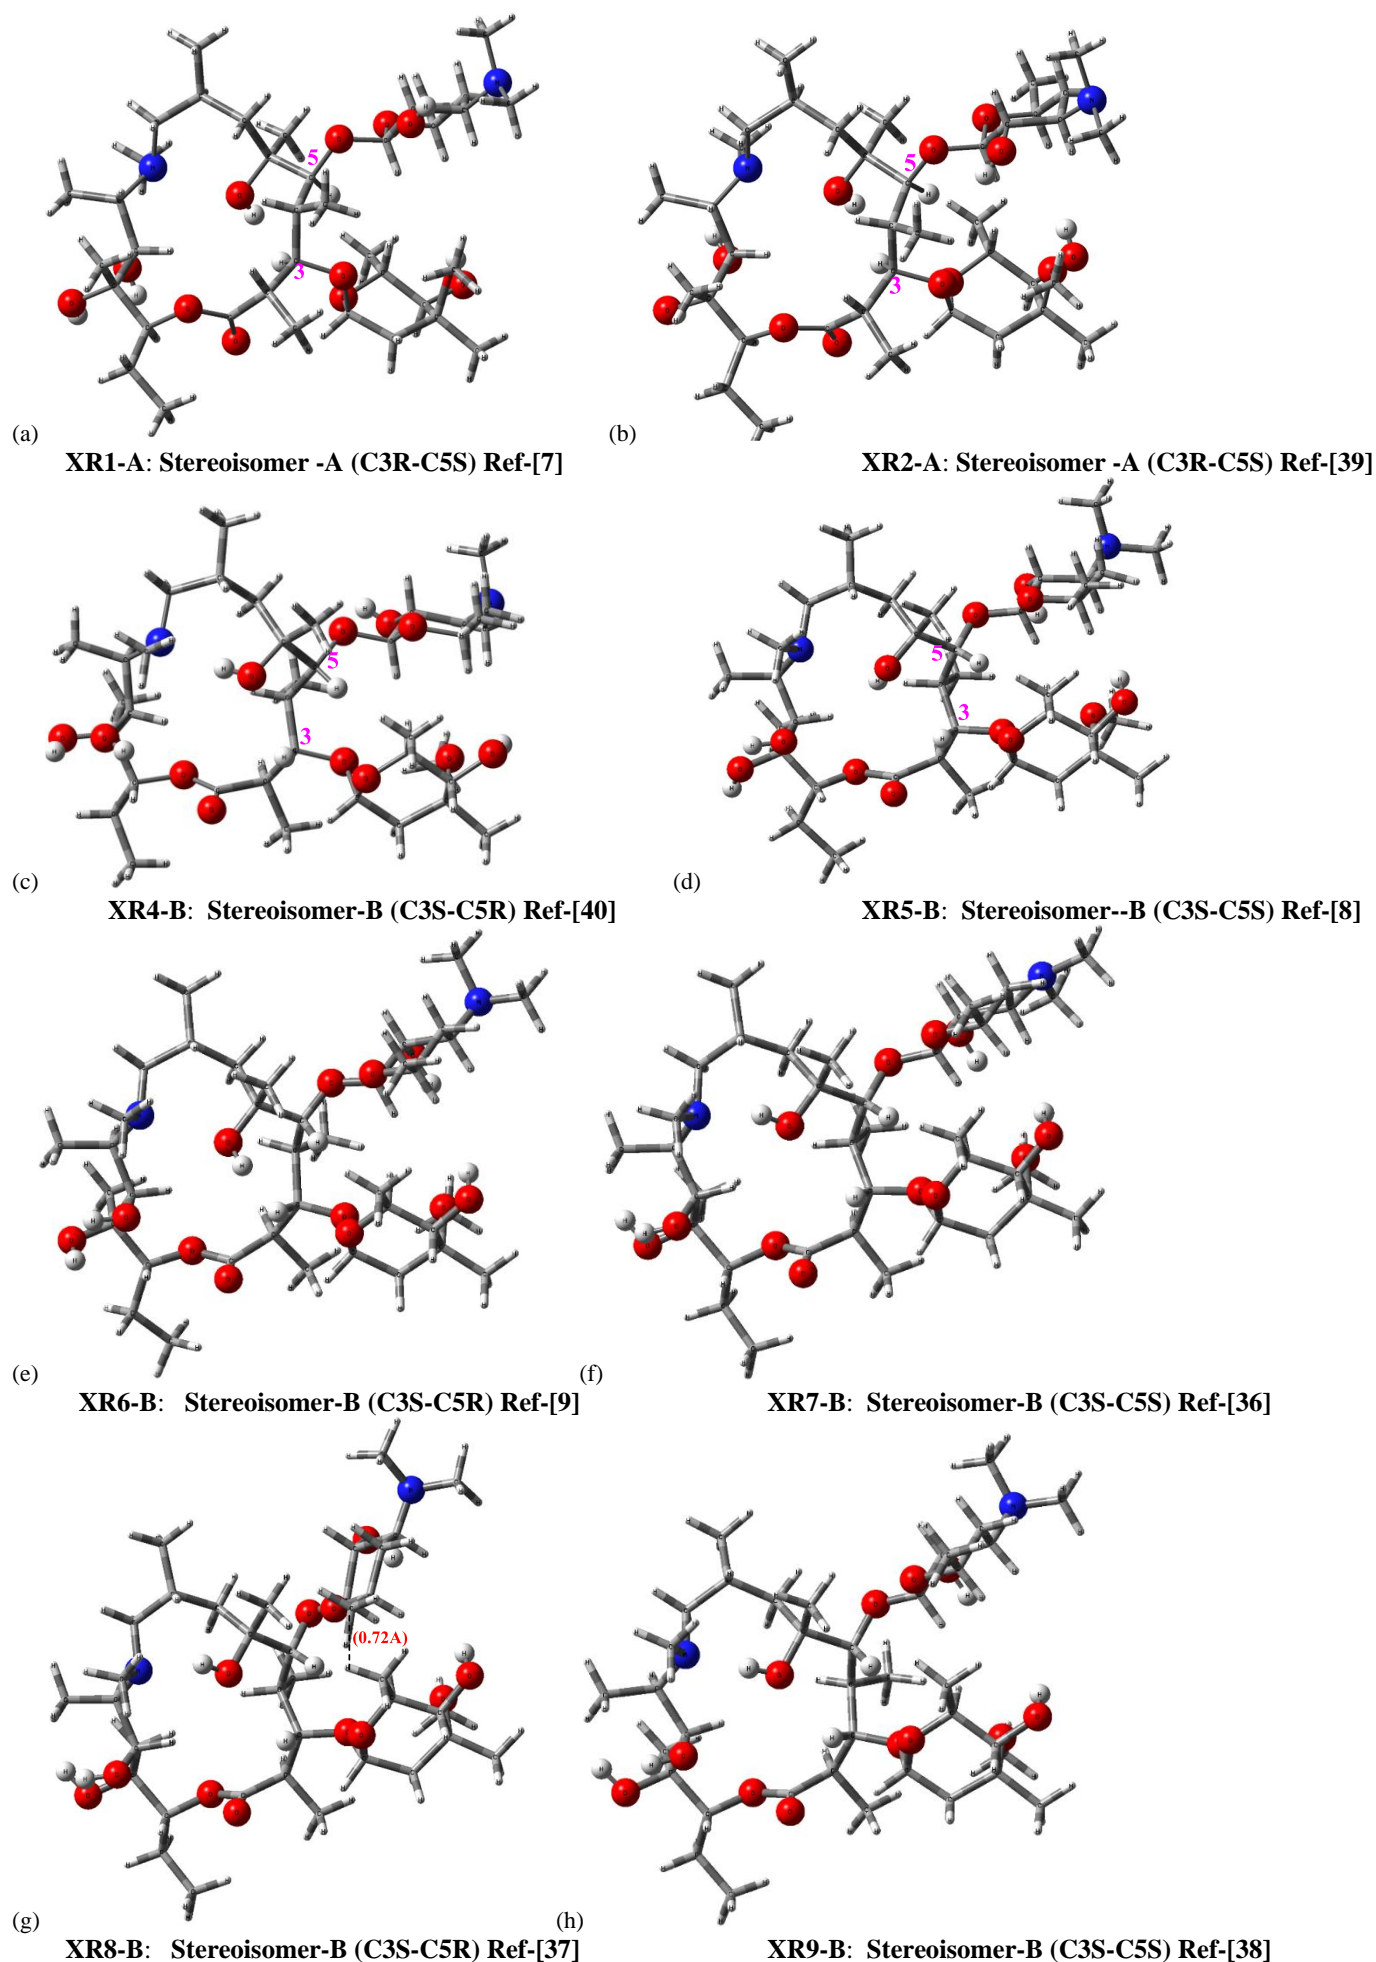 5
3
5
3
(a)
(b)
XR1-A: Stereoisomer -A (C3R-C5S) Ref-[7]
XR2-A: Stereoisomer -A (C3R-C5S) Ref-[39]
5
3
5
3
(c)
(d)
XR4-B: Stereoisomer-B (C3S-C5R) Ref-[40]
XR5-B: Stereoisomer--B (C3S-C5S) Ref-[8]
(e)
(f)
XR6-B: Stereoisomer-B (C3S-C5R) Ref-[9]
XR7-B: Stereoisomer-B (C3S-C5S) Ref-[36]
(0.72A)
(g)
(h)
XR8-B: Stereoisomer-B (C3S-C5R) Ref-[37]
XR9-B: Stereoisomer-B (C3S-C5S) Ref-[38]